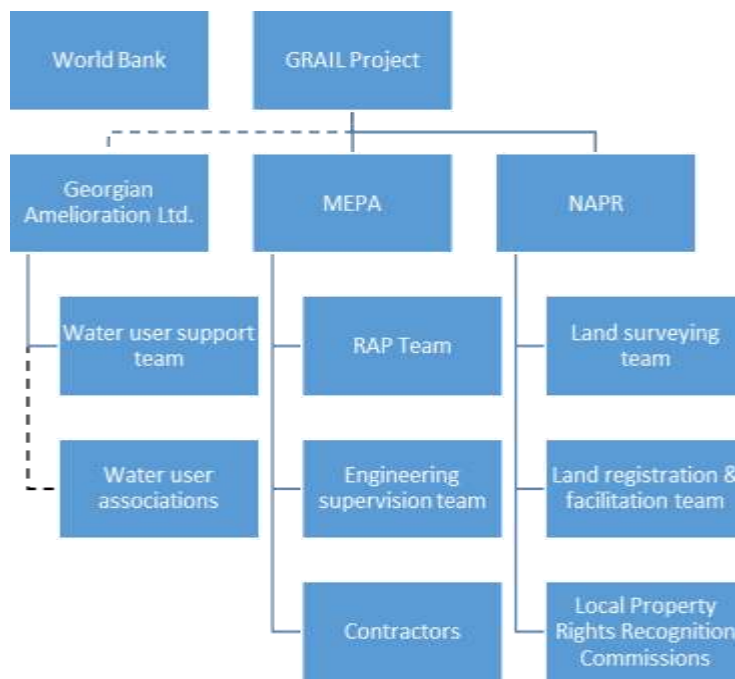 World Bank
GRAIL Project
Georgian
Amelioration Ltd.
MEPA
NAPR
Water user support
team
RAP Team
Land surveying
team
Water user
associations
Engineering
supervision team
Land registration &
facilitation team
Contractors
Local Property
Rights Recognition
Commissions